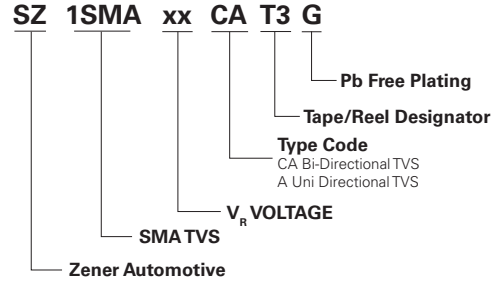 SZ 1SMA xx CA T3 G
Pb Free Plating
Tape/Reel Designator
Type Code
CA Bi-Directional TVS
A Uni Directional TVS
VR VOLTAGE
SMA TVS
Zener Automotive